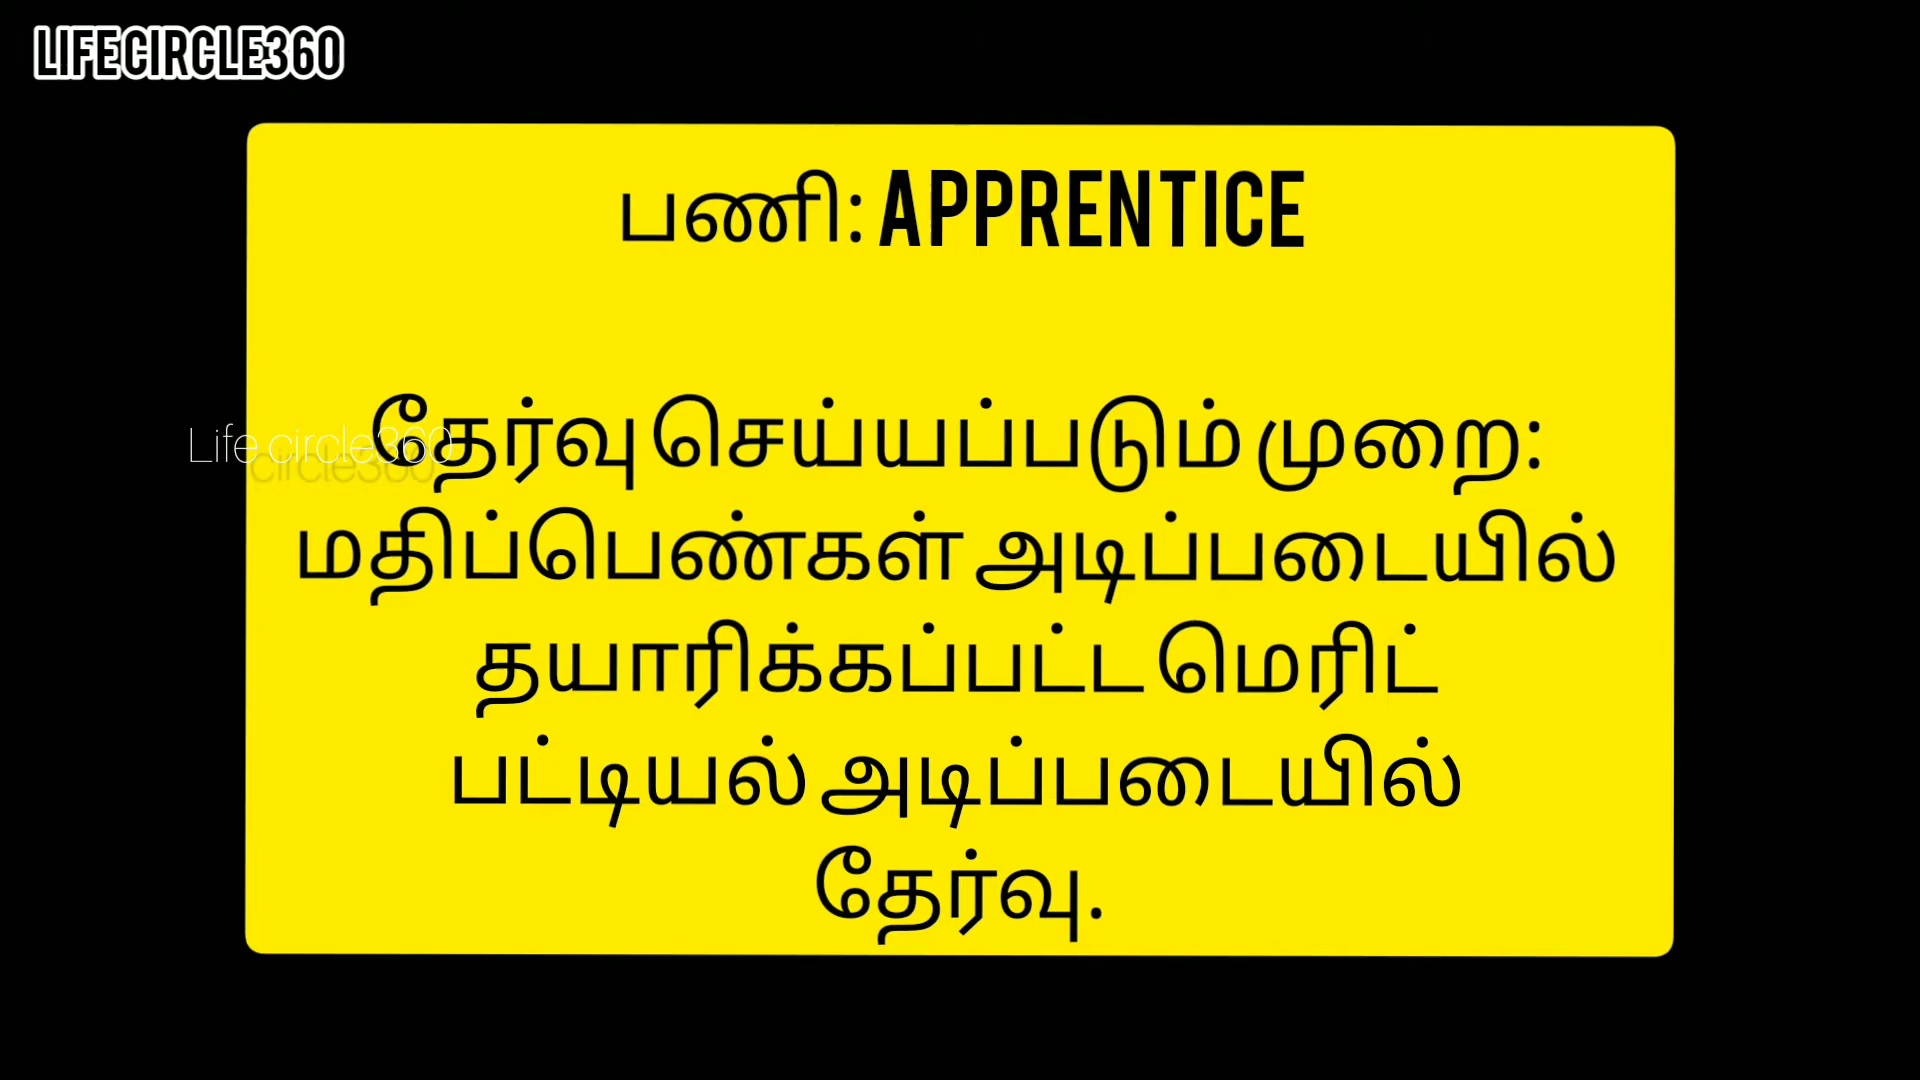 LIFECIRCLE360
பணி: APPRENTICE
Life circle360
தேர்வு செய்யப்படும் முறை:
மதிப்பெண்கள் அடிப்படையில்
தயாரிக்கப்பட்ட மெரிட்
பட்டியல் அடிப்படையில்
தேர்வு.